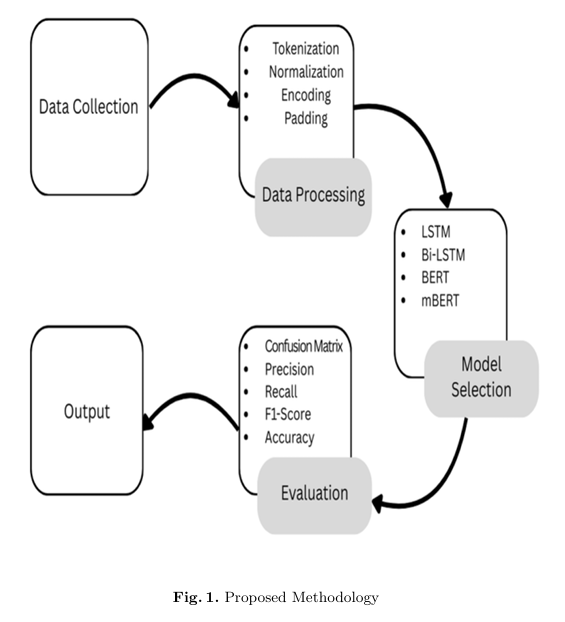 Data Collection
• Tokenization
• Normalization
• Encoding
• Padding
Data Processing
• LSTM
• Bi-LSTM
• BERT
• mBERT
Model
Selection
• Confusion Matrix
• Precision
• Recall
• F1-Score
• Accuracy
Evaluation
Output
Fig. 1. Proposed Methodology